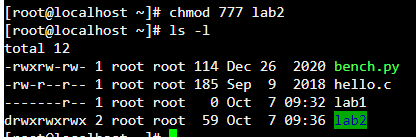 [root@localhost ~]# chmod 777 lab2
[root@localhost ~]# ls -l
total 12
-rwxrw-rw- 1 root root 114 Dec 26  2020 bench.py
-rw-r--r-- 1 root root 185 Sep  9  2018 hello.c
-------r-- 1 root root   0 Oct  7 09:32 lab1
drwxrwxrwx 2 root root  59 Oct  7 09:36 lab2
[root@localhost ~]#